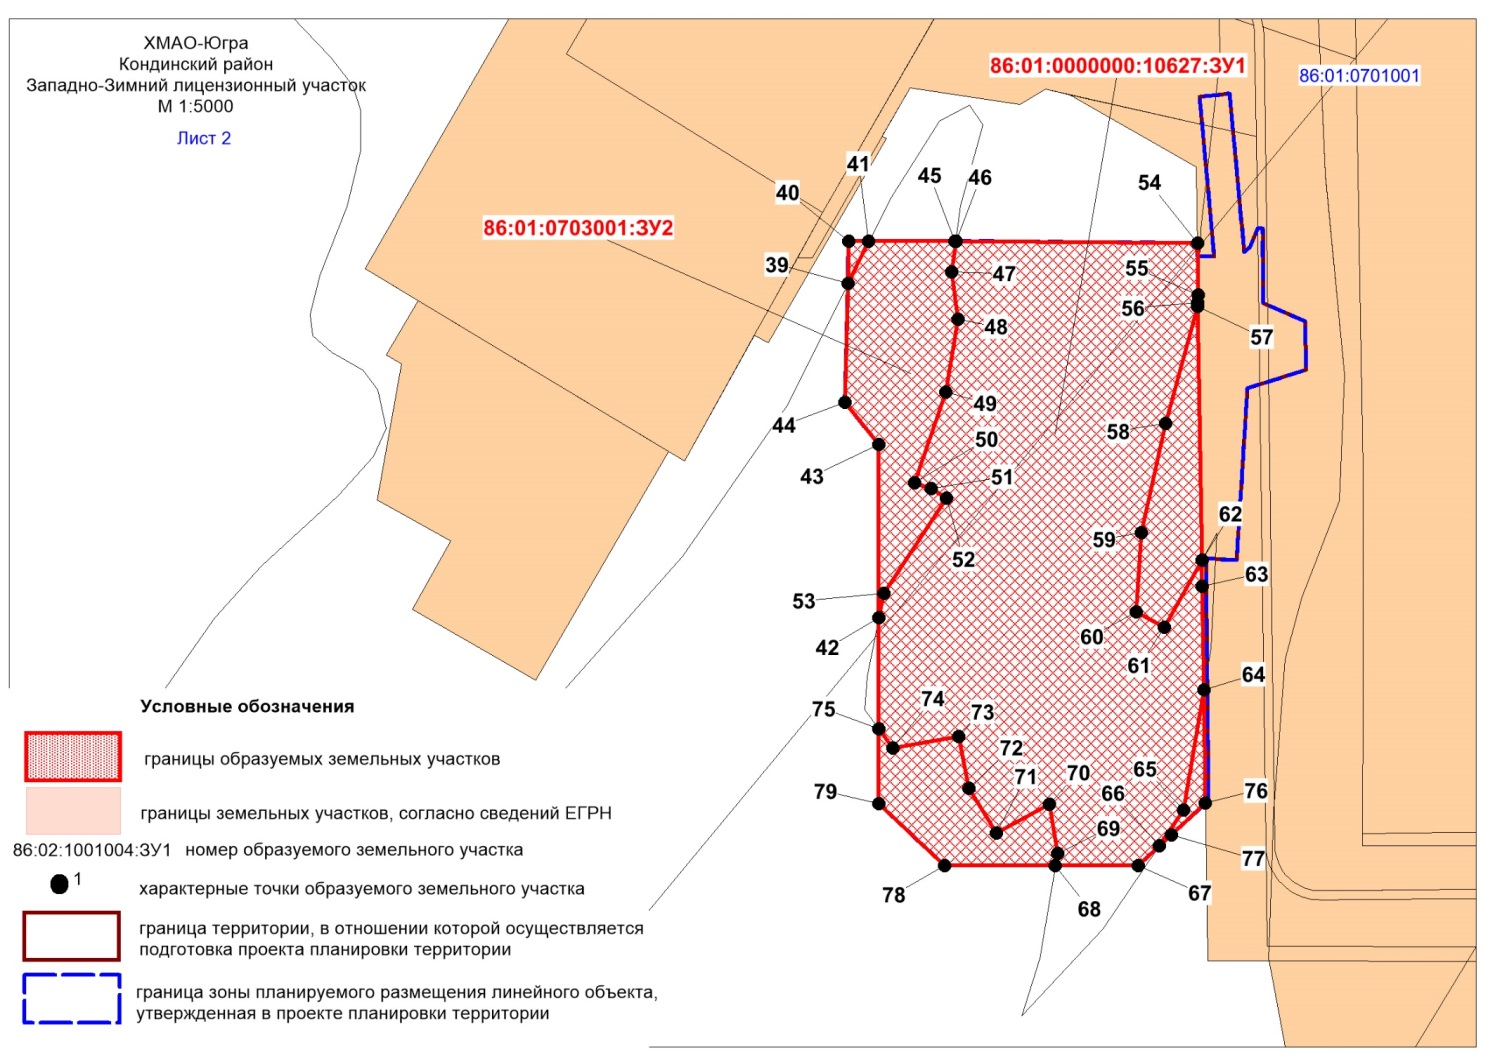 ХМАО-Югра
Кондинский район
Западно-Зимний лицензионный участок
М 1:5000
Лист 2
86:01:0000000:10627:ЗУ1
86:01:0701001
86:01:0703001:ЗУ2
41
45
46
54
40
39
47
55
56
48
57
44
49
58
50
43
51
62
59
52
63
53
60
42
61
64
74
75
73
72
65
70
71
66
76
79
69
77
78
68
67
Условные обозначения
границы образуемых земельных участков
границы земельных участков, согласно сведений ЕГРН
86:02:1001004:ЗУ1 номер образуемого земельного участка
1
характерные точки образуемого земельного участка
граница территории, в отношении которой осуществляется
подготовка проекта планировки территории
граница зоны планируемого размещения линейного объекта,
утвержденная в проекте планировки территории